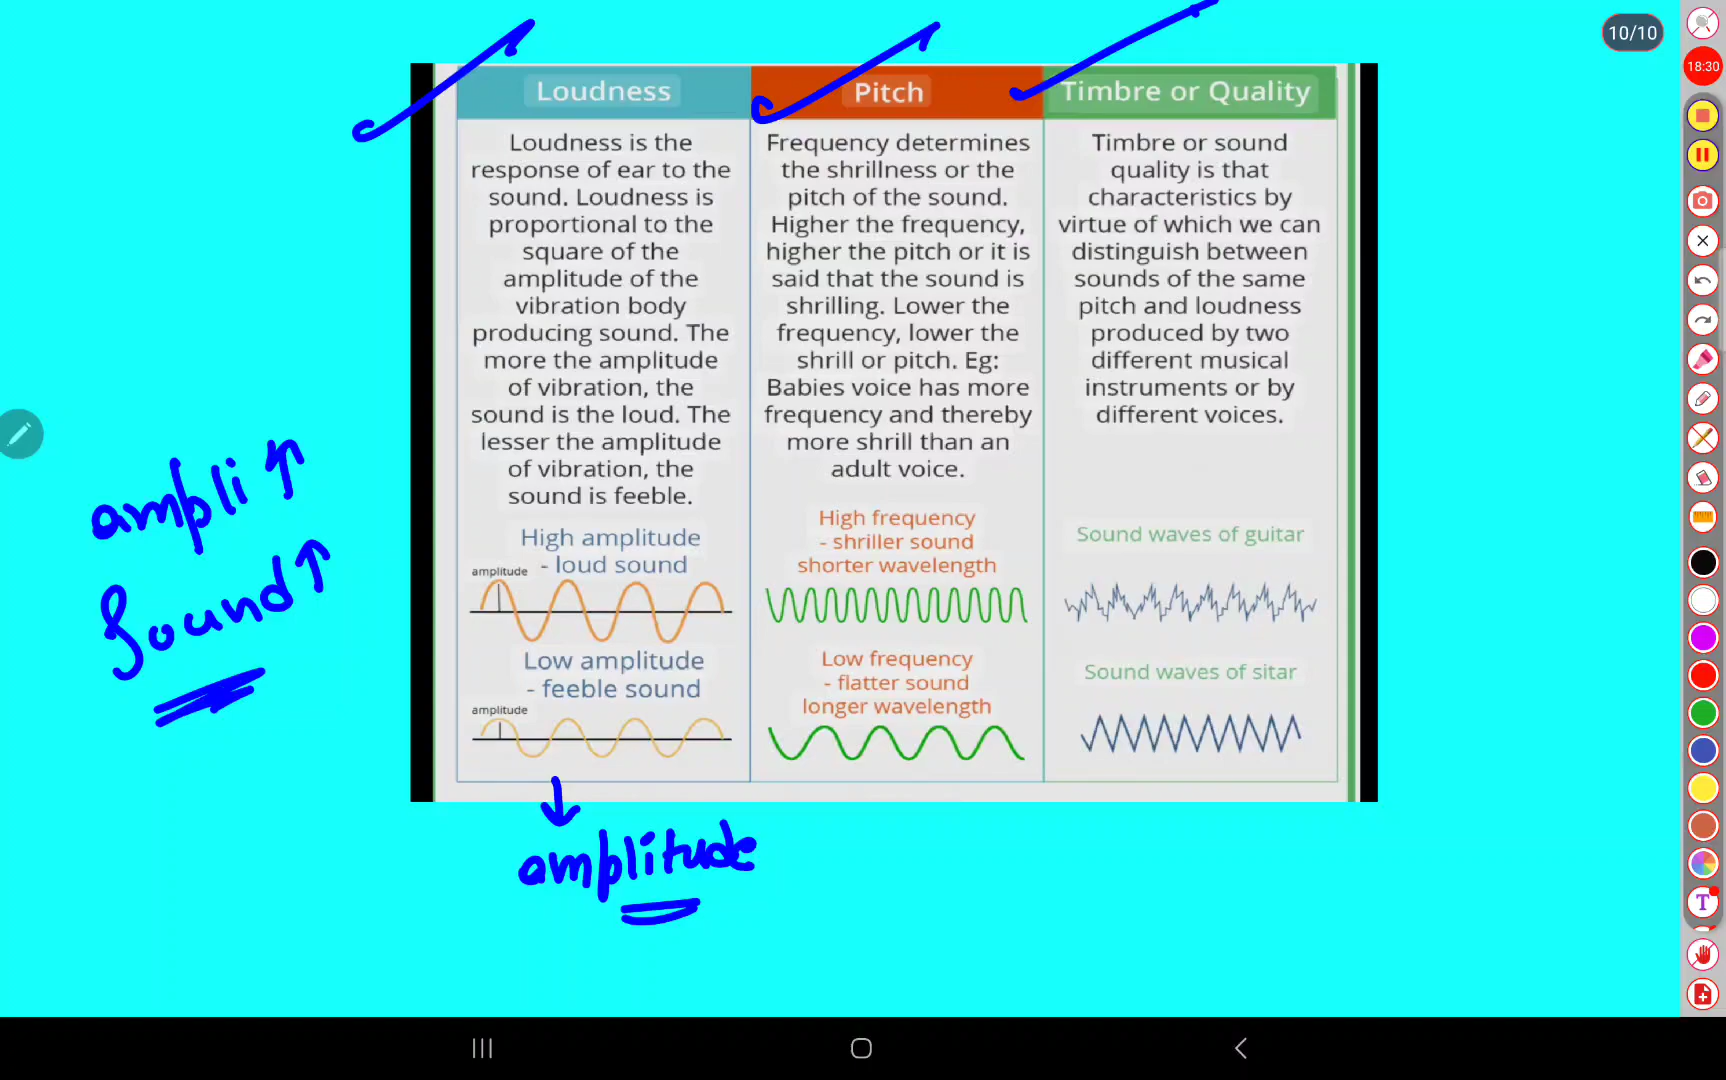 10/10
18:30
Loudness
Loudness is the
response of ear to the
sound. Loudness is
proportional to the
square of the
amplitude of the
vibration body
producing sound. The
more the amplitude
of vibration, the
sound is the loud. The
lesser the amplitude
of vibration, the
sound is feeble.
High amplitude
- loud sound
amplitude
Low amplitude
- feeble sound
amplitude
Pitch
Frequency determines
the shrillness or the
pitch of the sound.
Higher the frequency,
higher the pitch or it is
said that the sound is
shrilling. Lower the
frequency, lower the
shrill or pitch. Eg:
Babies voice has more
frequency and thereby
more shrill than an
adult voice.
High frequency
- shriller sound
shorter wavelength
Low frequency
- flatter sound
longer wavelength
Timbre or Quality
Timbre or sound
quality is that
characteristics by
virtue of which we can
distinguish between
sounds of the same
pitch and loudness
produced by two
different musical
instruments or by
different voices.
Sound waves of guitar
Sound waves of sitar
ampli ↑
Sound ↑
amplitude
T